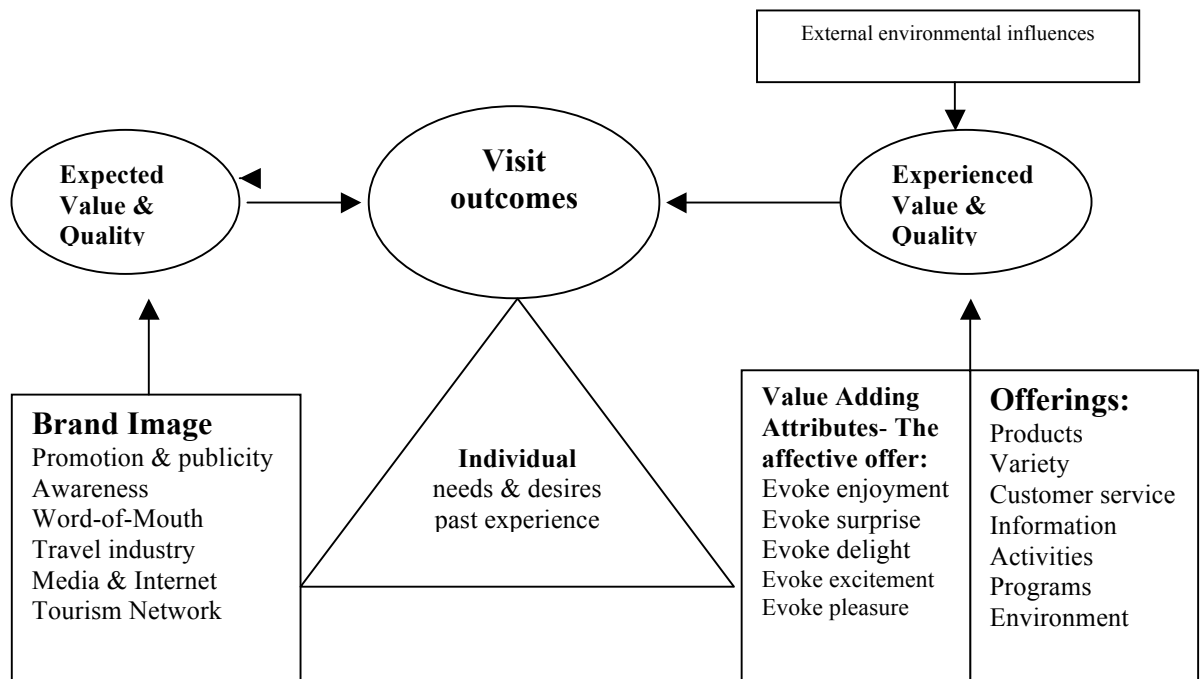 External environmental influences
Expected
Value &
Quality
Visit
outcomes
Experienced
Value &
Quality
Brand Image
Promotion & publicity
Awareness
Word-of-Mouth
Travel industry
Media & Internet
Tourism Network
Individual
needs & desires
past experience
Value Adding
Attributes- The
affective offer:
Evoke enjoyment
Evoke surprise
Evoke delight
Evoke excitement
Evoke pleasure
Offerings:
Products
Variety
Customer service
Information
Activities
Programs
Environment